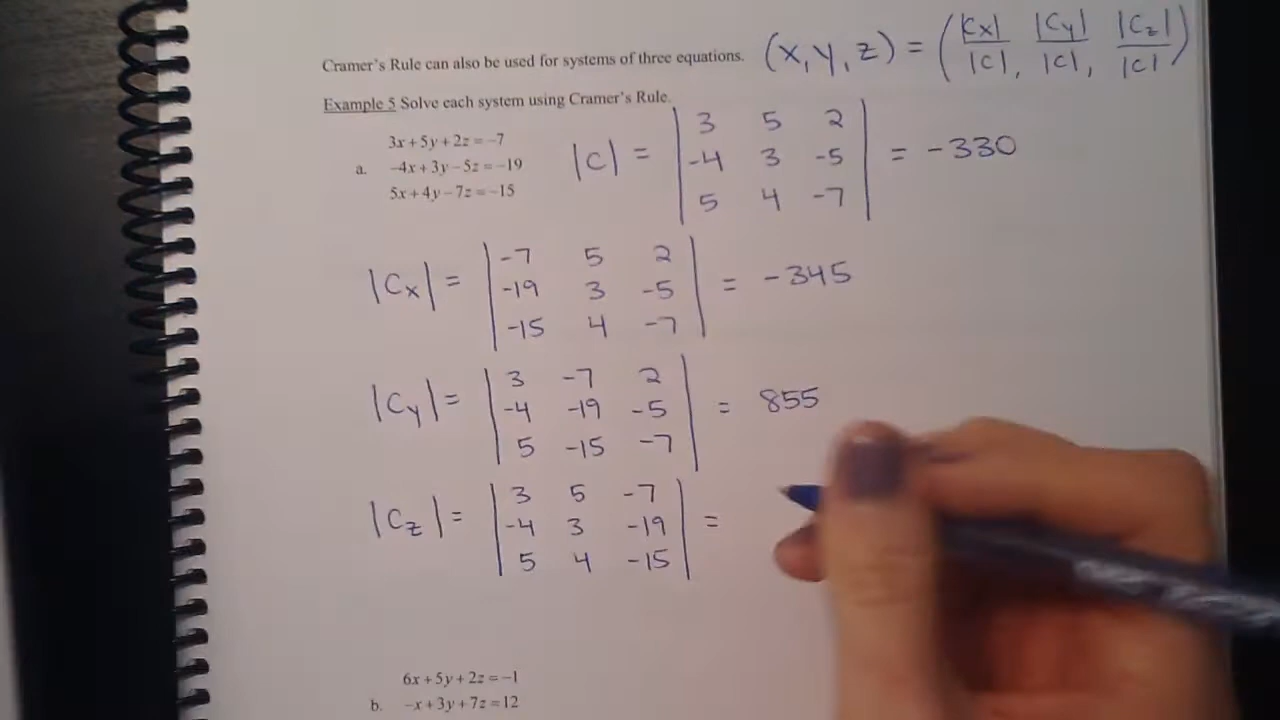 Cramer's Rule can also be used for systems of three equations. (x, y, z) = (|Cx|/|C|, |Cy|/|C|, |Cz|/|C|)
Example 5 Solve each system using Cramer's Rule.
a.
3x + 5y + 2z = -7
-4x + 3y - 5z = -19
5x + 4y - 7z = -15
|C| =
3 5 2
-4 3 -5
5 4 -7
= -330
|Cx| =
-7 5 2
-19 3 -5
-15 4 -7
= -345
|Cy| =
3 -7 2
-4 -19 -5
5 -15 -7
= 855
|Cz| =
3 5 -7
-4 3 -19
5 4 -15
=
b.
6x + 5y + 2z = -1
-x + 3y + 7z = 12